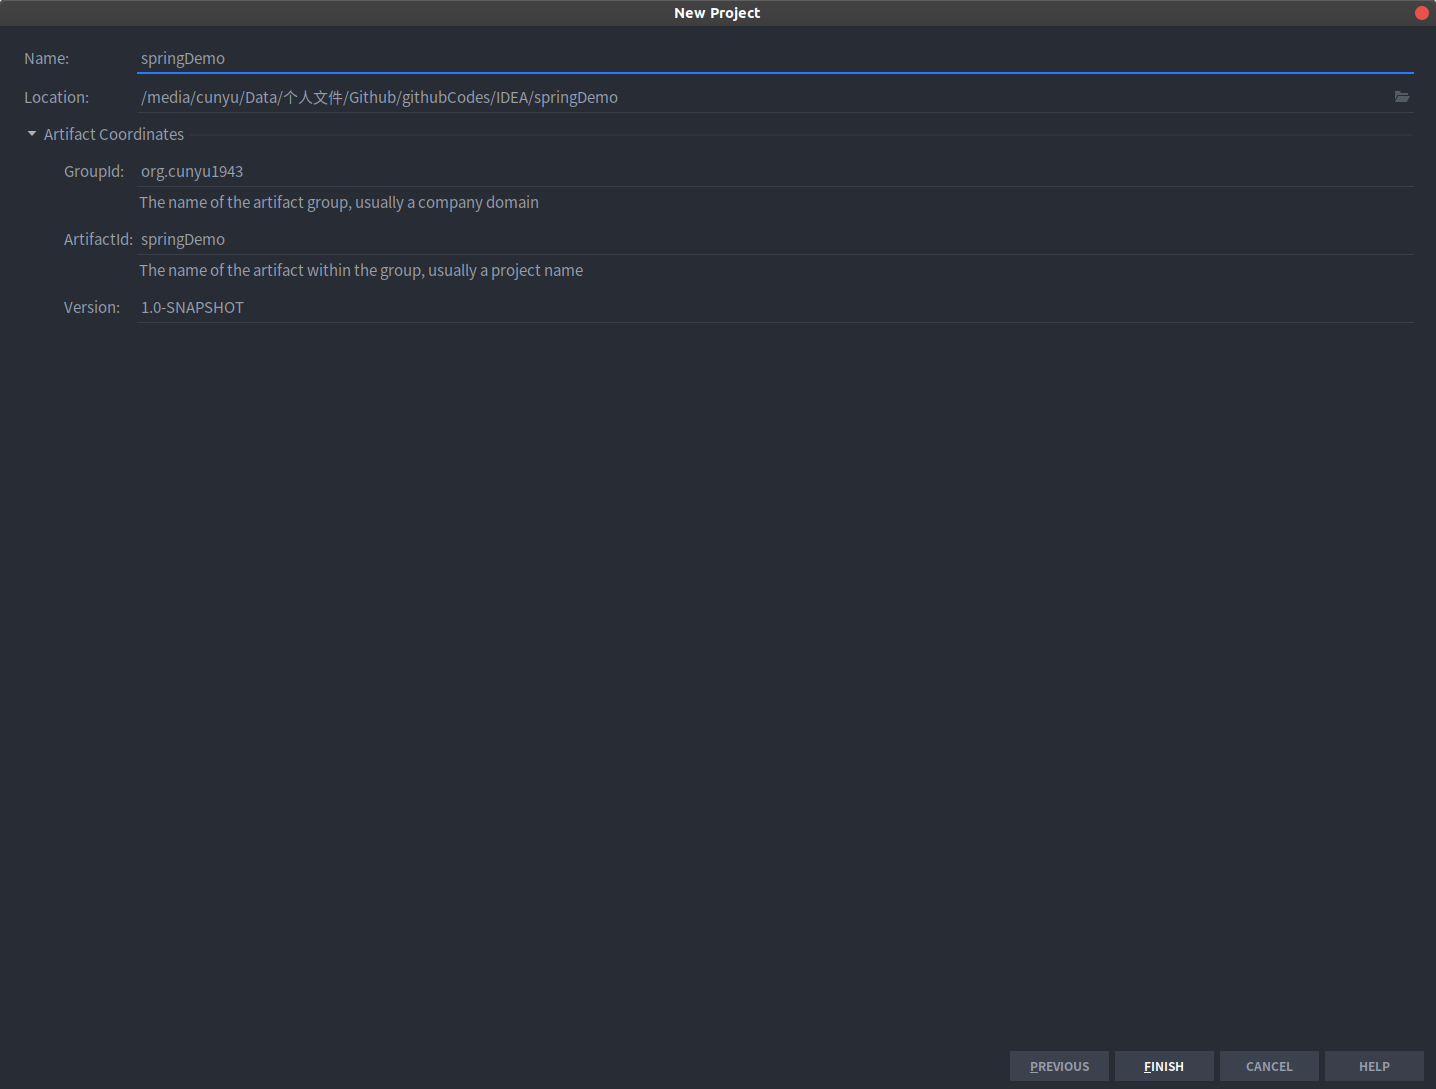 New Project
Name: springDemo
Location: /media/cunyu/Data/个人文件/Github/githubCodes/IDEA/springDemo
Artifact Coordinates
GroupId: org.cunyu1943
The name of the artifact group, usually a company domain
ArtifactId: springDemo
The name of the artifact within the group, usually a project name
Version: 1.0-SNAPSHOT
PREVIOUS FINISH CANCEL HELP